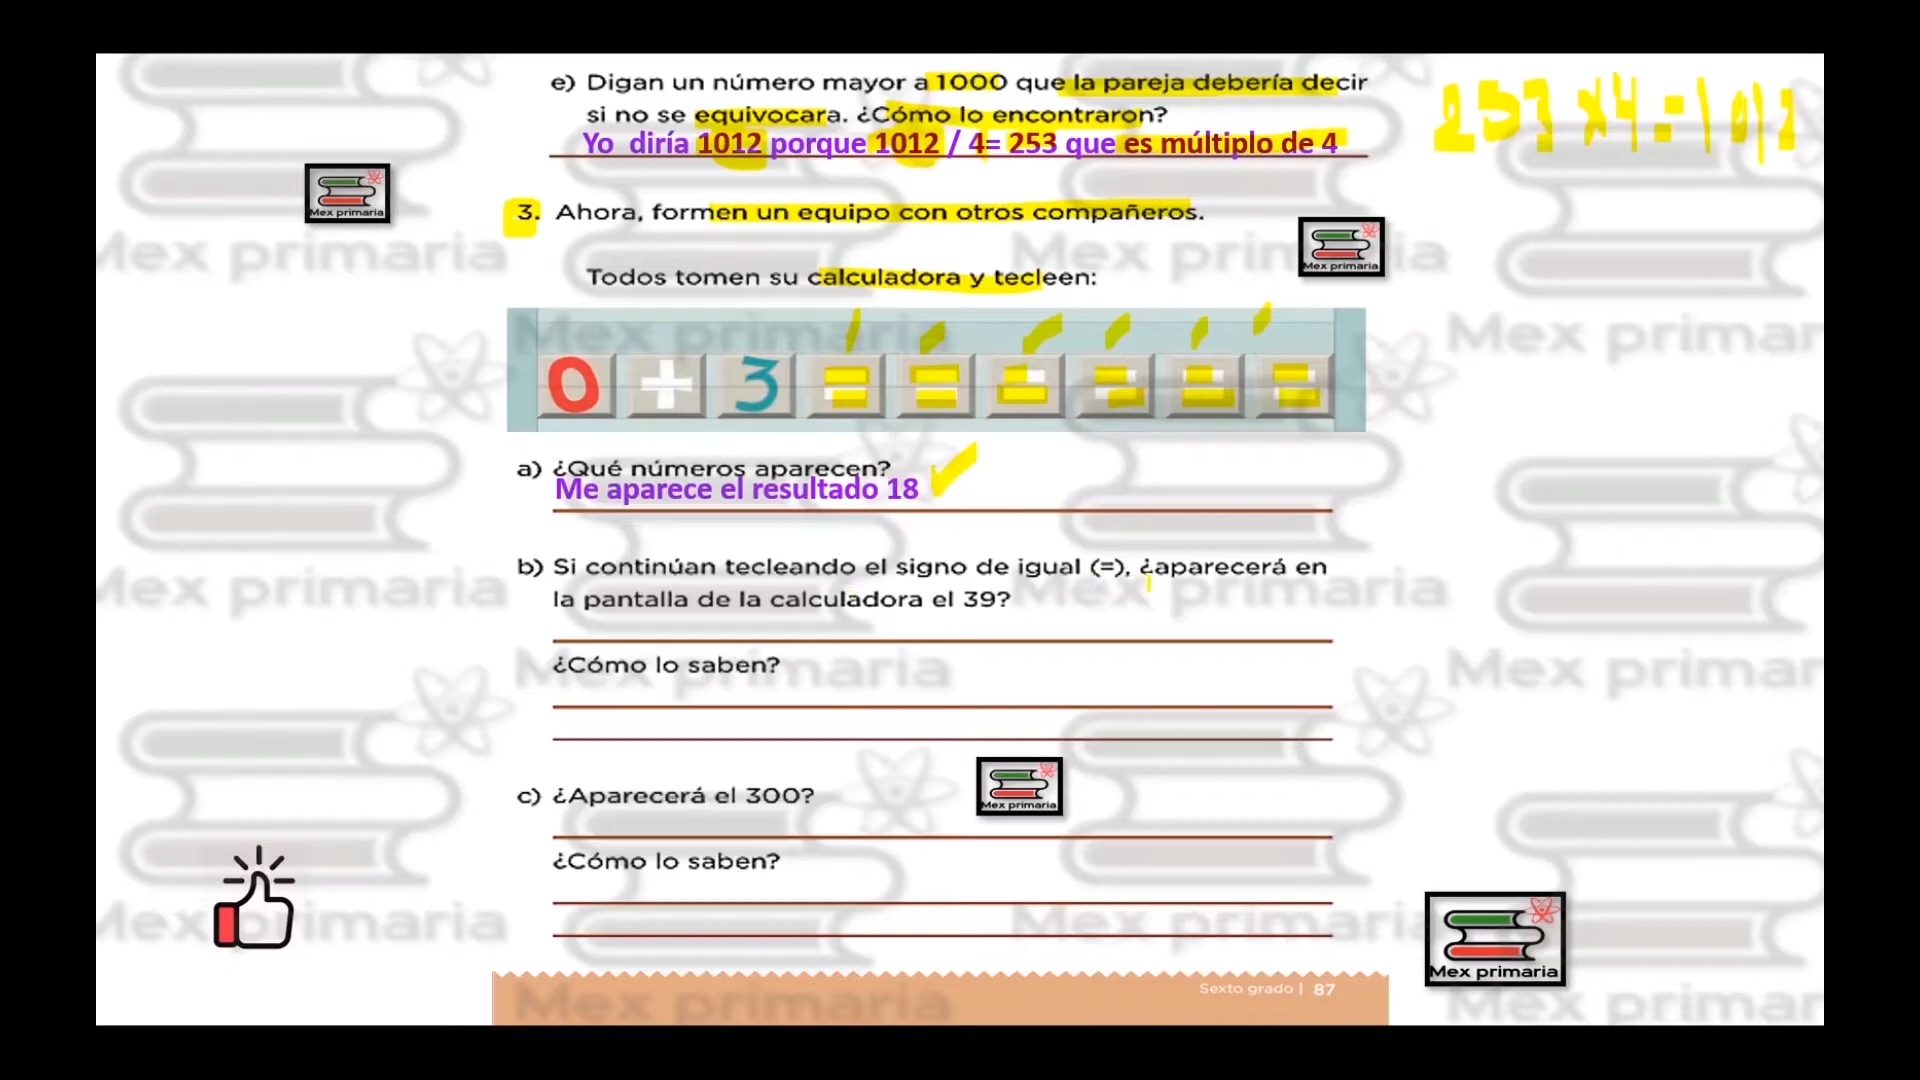 e) Digan un número mayor a 1000 que la pareja debería decir
si no se equivocara. ¿Cómo lo encontraron?
Yo diría 1012 porque 1012 / 4= 253 que es múltiplo de 4
253 x4 = 1012
Mex primaria
3. Ahora, formen un equipo con otros compañeros.
Mex primaria
Todos tomen su calculadora y tecleen:
0 + 3 = = = = = =
a) ¿Qué números aparecen?
Me aparece el resultado 18
b) Si continúan tecleando el signo de igual (=), ¿aparecerá en
la pantalla de la calculadora el 39?
¿Cómo lo saben?
c) ¿Aparecerá el 300?
Mex primaria
¿Cómo lo saben?
Mex primaria
Sexto grado | 87